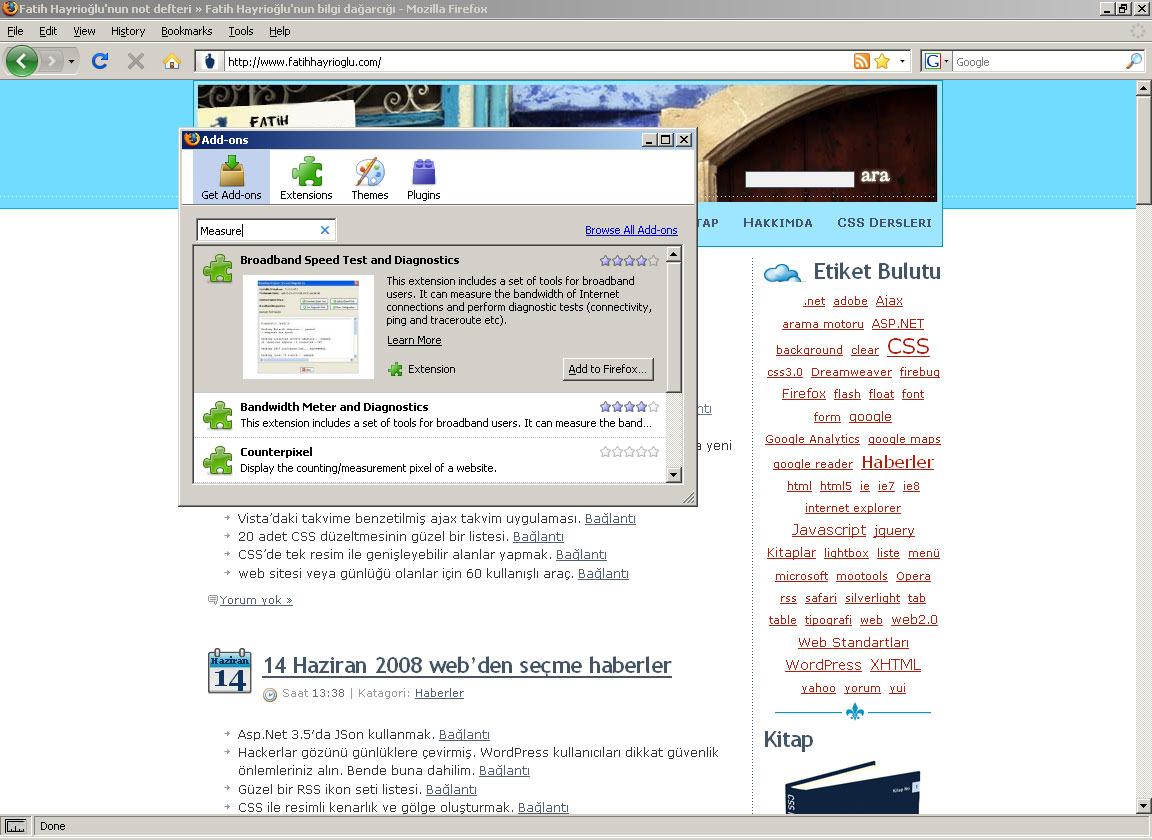 Fatih Hayrioğlu'nun not defteri » Fatih Hayrioğlu'nun bilgi dağarcığı - Mozilla Firefox
File Edit View History Bookmarks Tools Help
http://www.fatihhayrioglu.com/
Google
FATIH
ara
TAP HAKKIMDA CSS DERSLERI
Add-ons
Get Add-ons Extensions Themes Plugins
Measure
Browse All Add-ons
Broadband Speed Test and Diagnostics
This extension includes a set of tools for broadband
users. It can measure the bandwidth of Internet
connections and perform diagnostic tests (connectivity,
ping and traceroute etc).
Learn More
Extension
Add to Firefox...
Bandwidth Meter and Diagnostics
This extension includes a set of tools for broadband users. It can measure the band...
Counterpixel
Display the counting/measurement pixel of a website.
ntı
a yeni
Vista’daki takvime benzetilmiş ajax takvim uygulaması. Bağlantı
20 adet CSS düzeltmesinin güzel bir listesi. Bağlantı
CSS’de tek resim ile genişleyebilir alanlar yapmak. Bağlantı
web sitesi veya günlüğü olanlar için 60 kullanışlı araç. Bağlantı
Yorum yok »
Haziran
14
14 Haziran 2008 web’den seçme haberler
Saat 13:38 | Katagori: Haberler
Asp.Net 3.5’da JSon kullanmak. Bağlantı
Hackerlar gözünü günlüklere çevirmiş. WordPress kullanıcıları dikkat güvenlik
önlemleriniz alın. Bende buna dahilim. Bağlantı
Güzel bir RSS ikon seti listesi. Bağlantı
CSS ile resimli kenarlık ve gölge oluşturmak. Bağlantı
Etiket Bulutu
.net adobe Ajax
arama motoru ASP.NET
background clear CSS
css3.0 Dreamweaver firebug
Firefox flash float font
form google
Google Analytics google maps
google reader Haberler
html html5 ie ie7 ie8
internet explorer
Javascript jquery
Kitaplar lightbox liste menü
microsoft mootools Opera
rss safari silverlight tab
table tipografi web web2.0
Web Standartları
WordPress XHTML
yahoo yorum yui
Kitap
CSS
Done